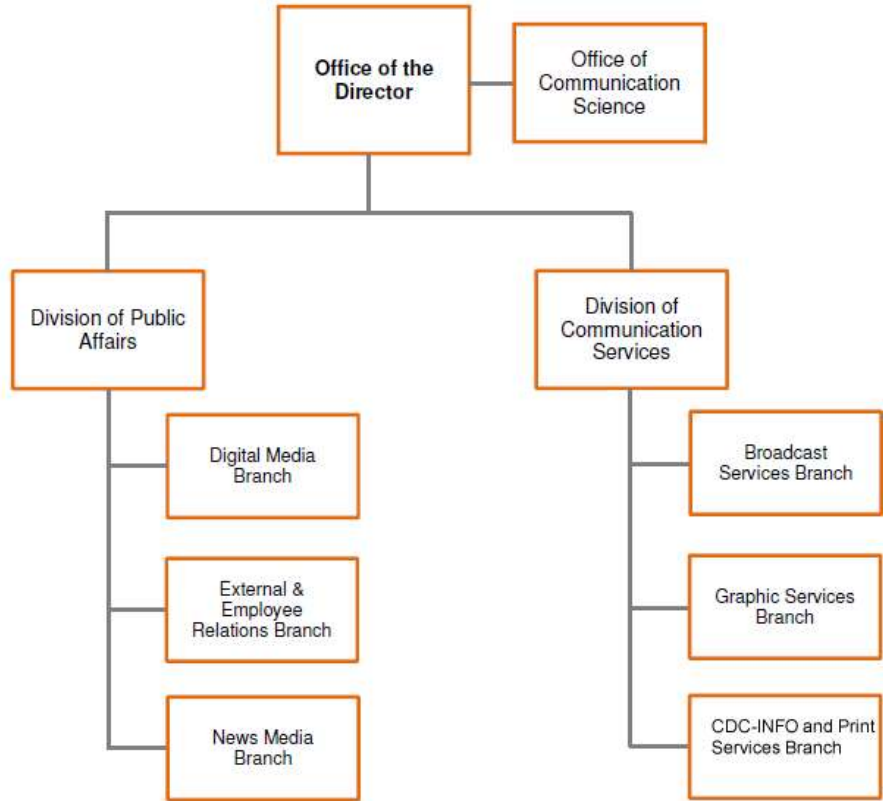 Office of the
Director
Office of
Communication
Science
Division of Public
Affairs
Division of
Communication
Services
Digital Media
Branch
External &
Employee
Relations Branch
News Media
Branch
Broadcast
Services Branch
Graphic Services
Branch
CDC-INFO and Print
Services Branch